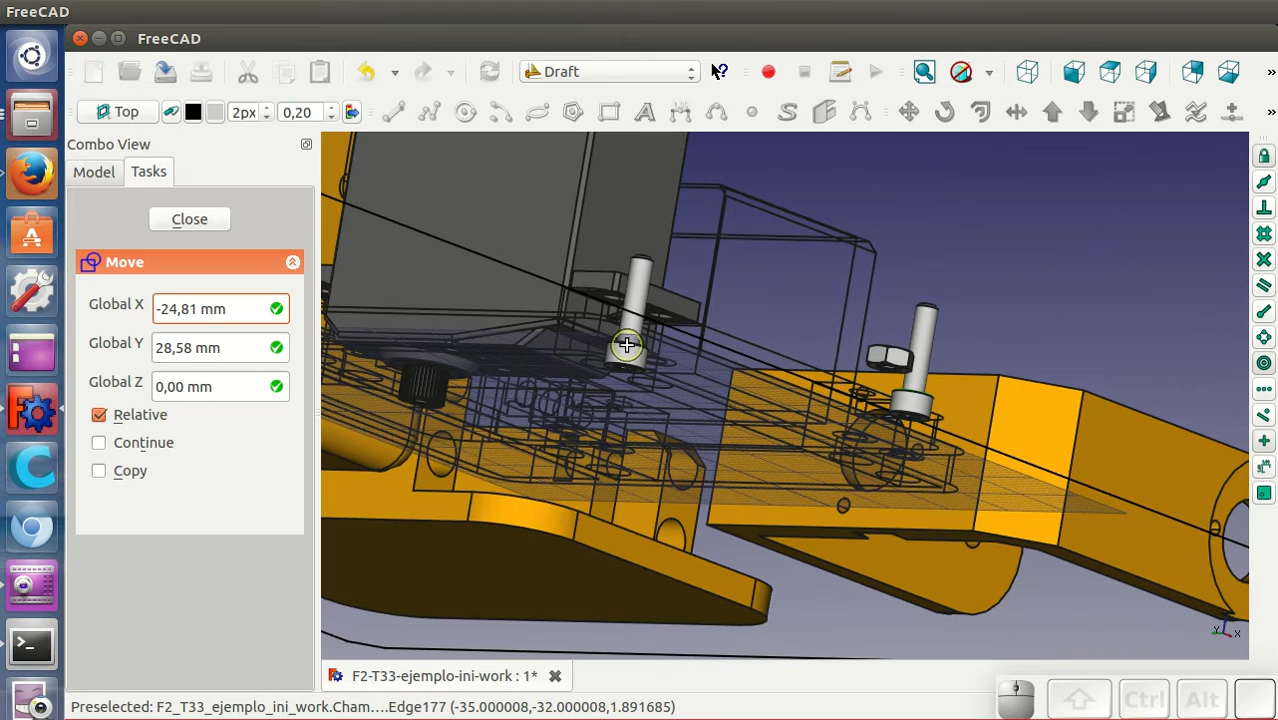 FreeCAD
FreeCAD
Draft
»
Top
2px
0,20
»
Combo View
Model
Tasks
Close
Move
Global X
-24,81 mm
Global Y
28,58 mm
Global Z
0,00 mm
Relative
Continue
Copy
Y
X
F2-T33-ejemplo-ini-work : 1*
Preselected: F2_T33_ejemplo_ini_work.Cham....Edge177 (-35.000008,-32.000008,1.891685)
Ctrl
Alt